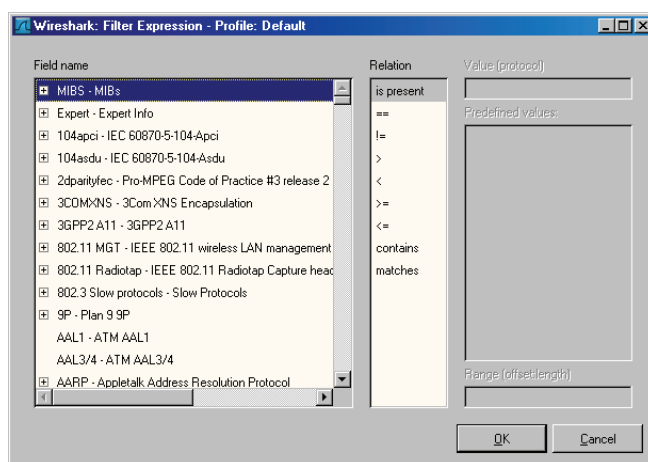 Wireshark: Filter Expression - Profile: Default
Field name
MIBS - MIBs
Expert - Expert Info
104apci - IEC 60870-5-104-Apci
104asdu - IEC 60870-5-104-Asdu
2dparityfec - Pro-MPEG Code of Practice #3 release 2
3COMXNS - 3Com XNS Encapsulation
3GPP2 A11 - 3GPP2 A11
802.11 MGT - IEEE 802.11 wireless LAN management
802.11 Radiotap - IEEE 802.11 Radiotap Capture head
802.3 Slow protocols - Slow Protocols
9P - Plan 9 9P
AAL1 - ATM AAL1
AAL3/4 - ATM AAL3/4
AARP - Appletalk Address Resolution Protocol
Relation
is present
==
!=
>
<
>=
<=
contains
matches
Value (protocol)
Predefined values:
Range (offset:length)
OK
Cancel